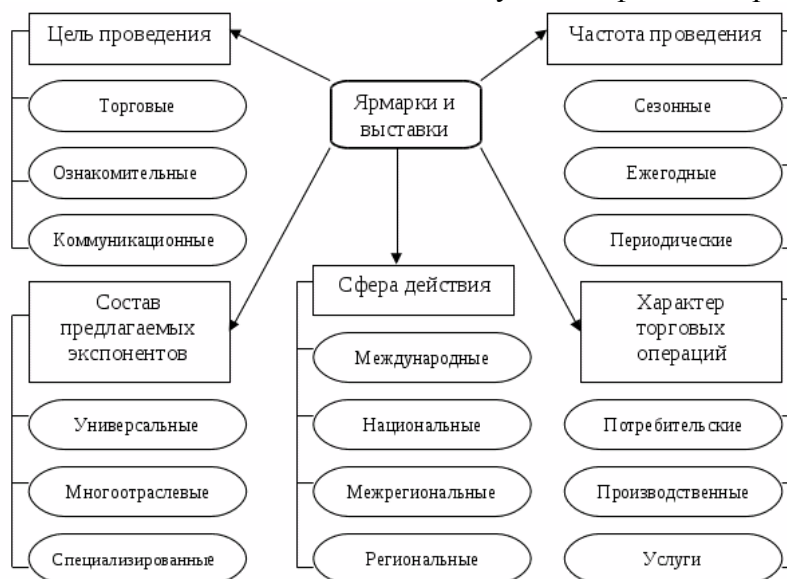 Цель проведения
Торговые
Ознакомительные
Коммуникационные
Ярмарки и
выставки
Частота проведения
Сезонные
Ежегодные
Периодические
Состав
предлагаемых
экспонентов
Универсальные
Многоотраслевые
Специализированные
Сфера действия
Международные
Национальные
Межрегиональные
Региональные
Характер
торговых
операций
Потребительские
Производственные
Услуги